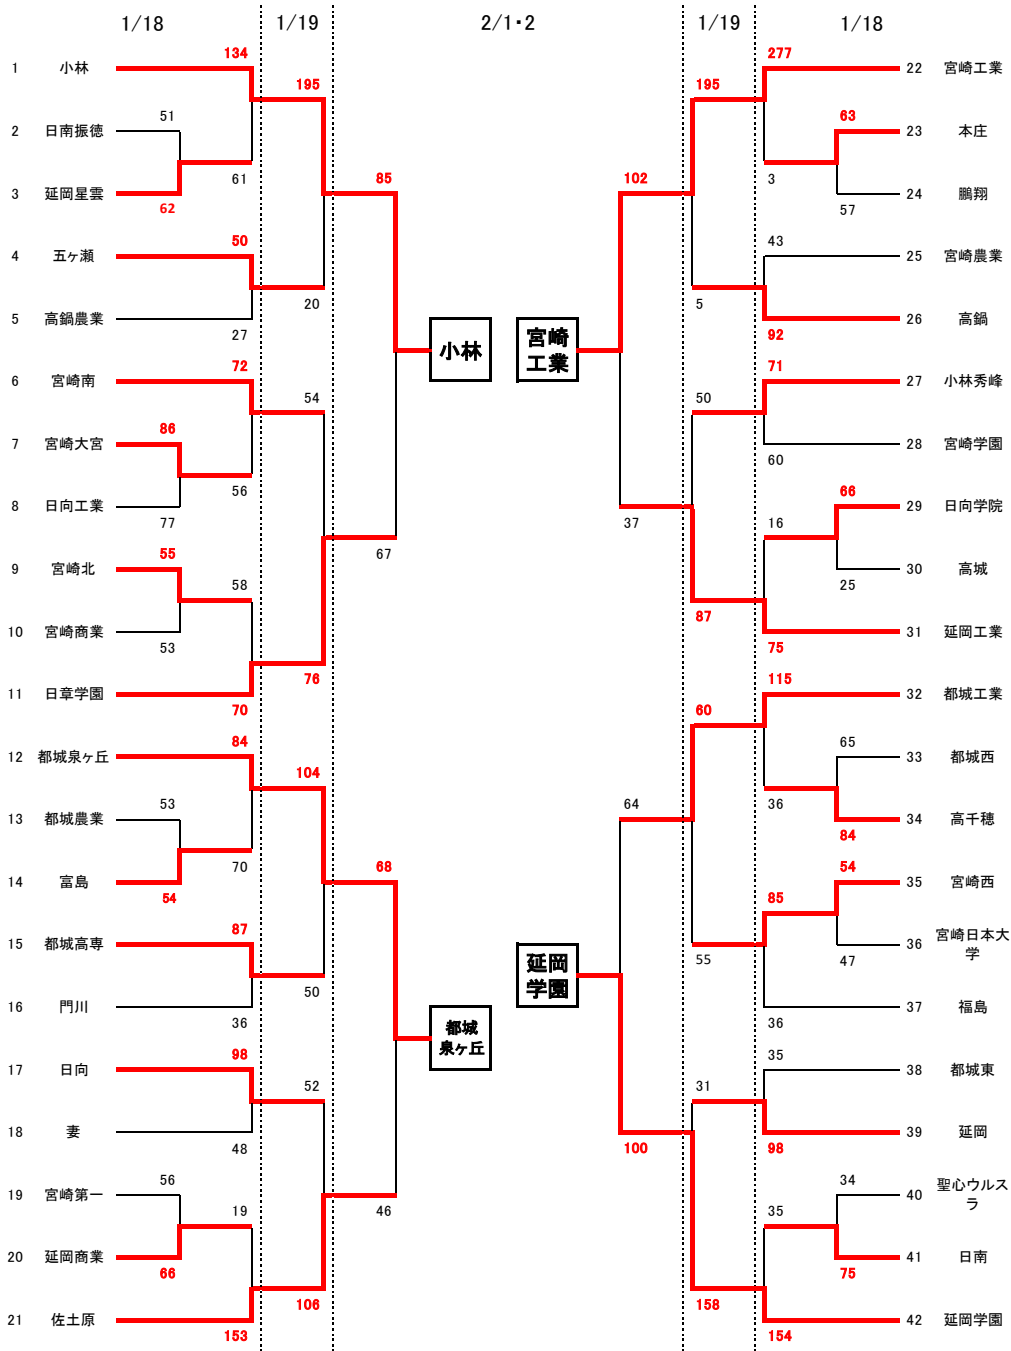 1/18
1/19
2/1・2
1/19
1/18
134
1 小林
195
51
2 日南振徳
61
3 延岡星雲
62
85
50
4 五ヶ瀬
20
5 高鍋農業
27
小林
72
6 宮崎南
54
86
7 宮崎大宮
56
8 日向工業
77
67
55
9 宮崎北
58
10 宮崎商業
53
76
11 日章学園
70
84
12 都城泉ヶ丘
104
53
13 都城農業
70
14 富島
54
68
87
15 都城高専
50
16 門川
36
都城
泉ヶ丘
98
17 日向
52
18 妻
48
56
19 宮崎第一
19
46
20 延岡商業
66
106
21 佐土原
153
277
22 宮崎工業
195
63
23 本庄
3
24 鵬翔
57
102
43
25 宮崎農業
5
26 高鍋
92
宮崎
工業
71
27 小林秀峰
50
28 宮崎学園
60
66
29 日向学院
16
37
30 高城
25
87
31 延岡工業
75
115
32 都城工業
60
65
33 都城西
36
34 高千穂
84
64
54
35 宮崎西
85
36 宮崎日本大
学
47
55
37 福島
36
延岡
学園
35
38 都城東
31
39 延岡
98
100
34
40 聖心ウルス
ラ
35
41 日南
75
158
42 延岡学園
154